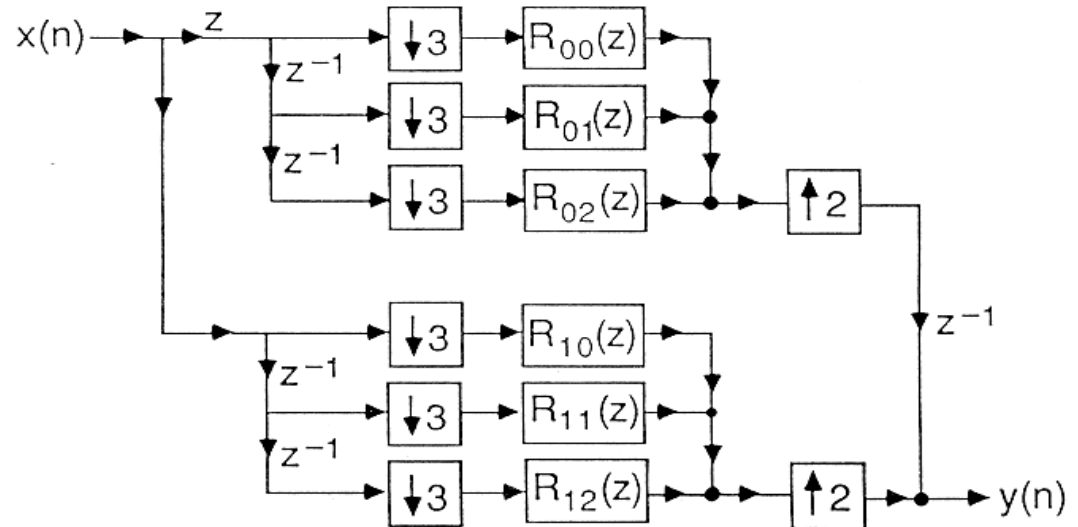 x(n) z ↓3 R₀₀(z)
z⁻¹
↓3 R₀₁(z)
z⁻¹
↓3 R₀₂(z) ↑2
↓3 R₁₀(z) z⁻¹
z⁻¹
↓3 R₁₁(z)
z⁻¹
↓3 R₁₂(z) ↑2 y(n)